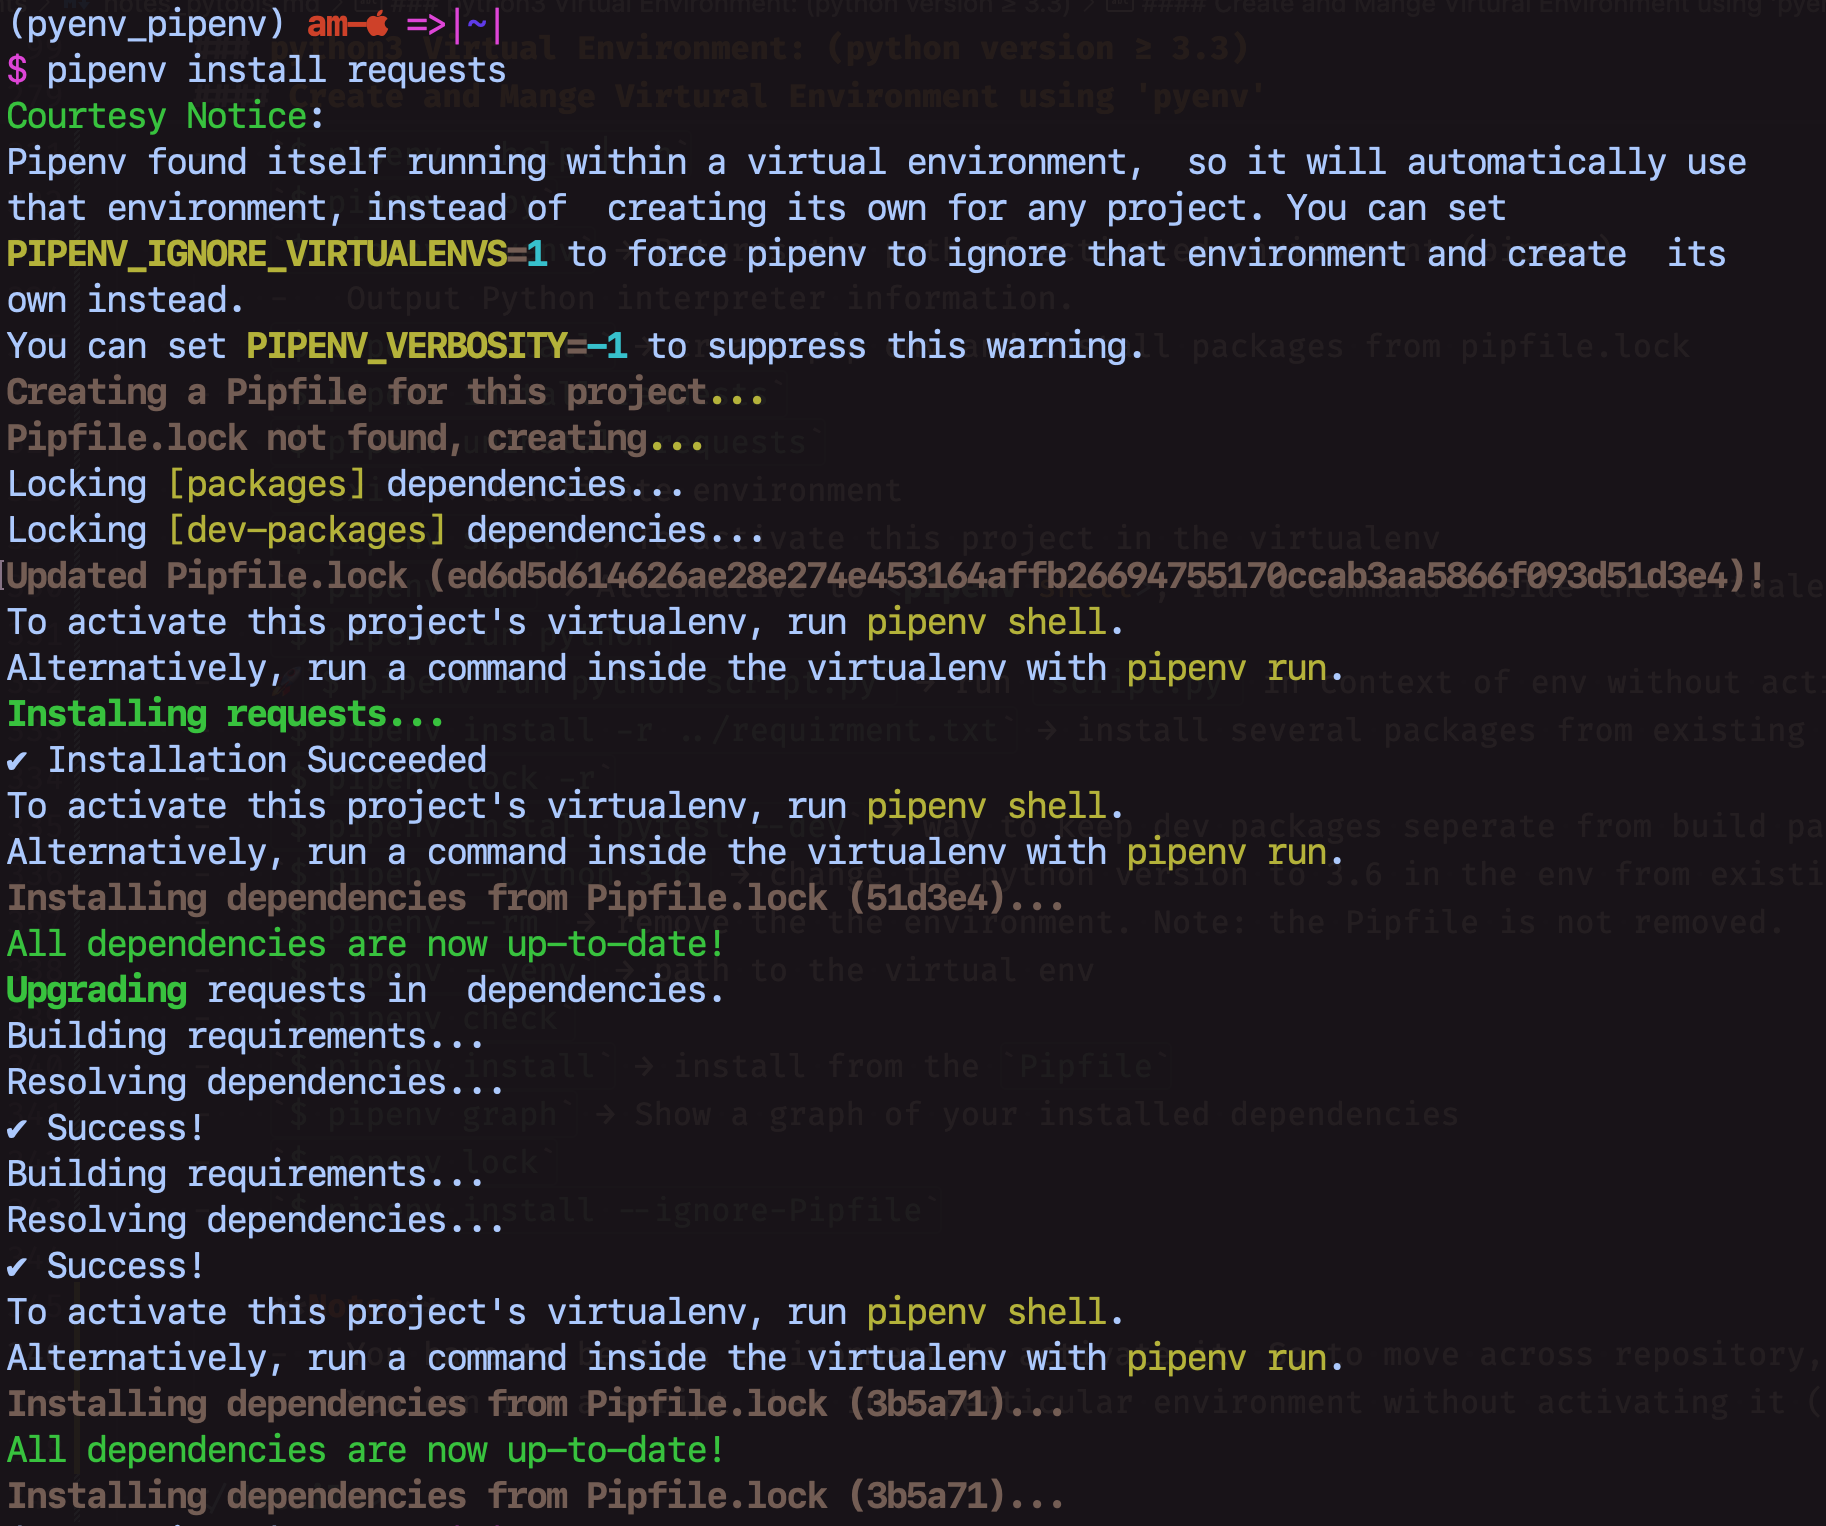 (pyenv_pipenv) am- =>|~|
$ pipenv install requests
Courtesy Notice:
Pipenv found itself running within a virtual environment,  so it will automatically use
that environment, instead of  creating its own for any project. You can set
PIPENV_IGNORE_VIRTUALENVS=1 to force pipenv to ignore that environment and create  its
own instead.
You can set PIPENV_VERBOSITY=-1 to suppress this warning.
Creating a Pipfile for this project...
Pipfile.lock not found, creating...
Locking [packages] dependencies...
Locking [dev-packages] dependencies...
Updated Pipfile.lock (ed6d5d614626ae28e274e453164affb26694755170ccab3aa5866f093d51d3e4)!
To activate this project's virtualenv, run pipenv shell.
Alternatively, run a command inside the virtualenv with pipenv run.
Installing requests...
✔ Installation Succeeded
To activate this project's virtualenv, run pipenv shell.
Alternatively, run a command inside the virtualenv with pipenv run.
Installing dependencies from Pipfile.lock (51d3e4)...
All dependencies are now up-to-date!
Upgrading requests in  dependencies.
Building requirements...
Resolving dependencies...
✔ Success!
Building requirements...
Resolving dependencies...
✔ Success!
To activate this project's virtualenv, run pipenv shell.
Alternatively, run a command inside the virtualenv with pipenv run.
Installing dependencies from Pipfile.lock (3b5a71)...
All dependencies are now up-to-date!
Installing dependencies from Pipfile.lock (3b5a71)...